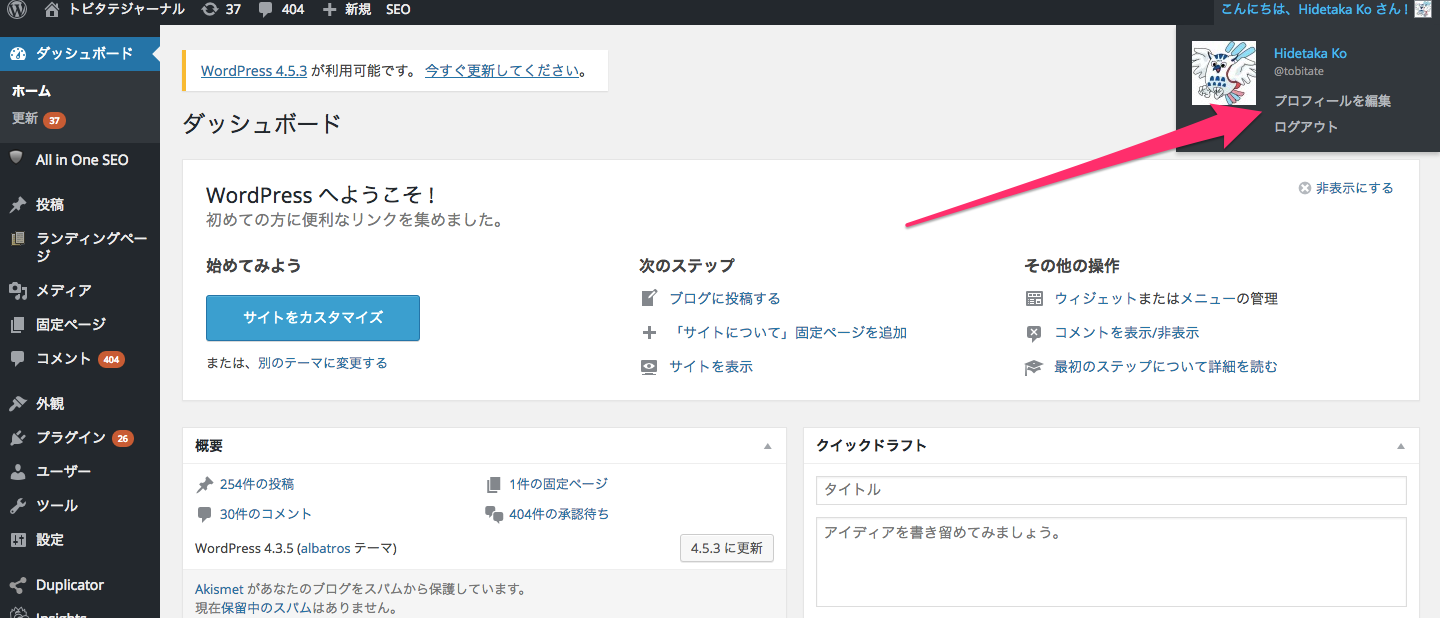 トビタテジャーナル 37 404 新規 SEO
こんにちは、Hidetaka Ko さん !
Hidetaka Ko
@tobitate
プロフィールを編集
ログアウト
ダッシュボード
ホーム
更新 37
All in One SEO
投稿
ランディングペー
ジ
メディア
固定ページ
コメント 404
外観
プラグイン 26
ユーザー
ツール
設定
Duplicator
Insights
WordPress 4.5.3 が利用可能です。 今すぐ更新してください。
ダッシュボード
WordPress へようこそ !
初めての方に便利なリンクを集めました。
非表示にする
始めてみよう
サイトをカスタマイズ
または、別のテーマに変更する
次のステップ
ブログに投稿する
「サイトについて」固定ページを追加
サイトを表示
その他の操作
ウィジェットまたはメニューの管理
コメントを表示/非表示
最初のステップについて詳細を読む
概要
254件の投稿
1件の固定ページ
30件のコメント
404件の承認待ち
WordPress 4.3.5 (albatros テーマ)
4.5.3 に更新
Akismet があなたのブログをスパムから保護しています。
現在保留中のスパムはありません。
クイックドラフト
タイトル
アイディアを書き留めてみましょう。